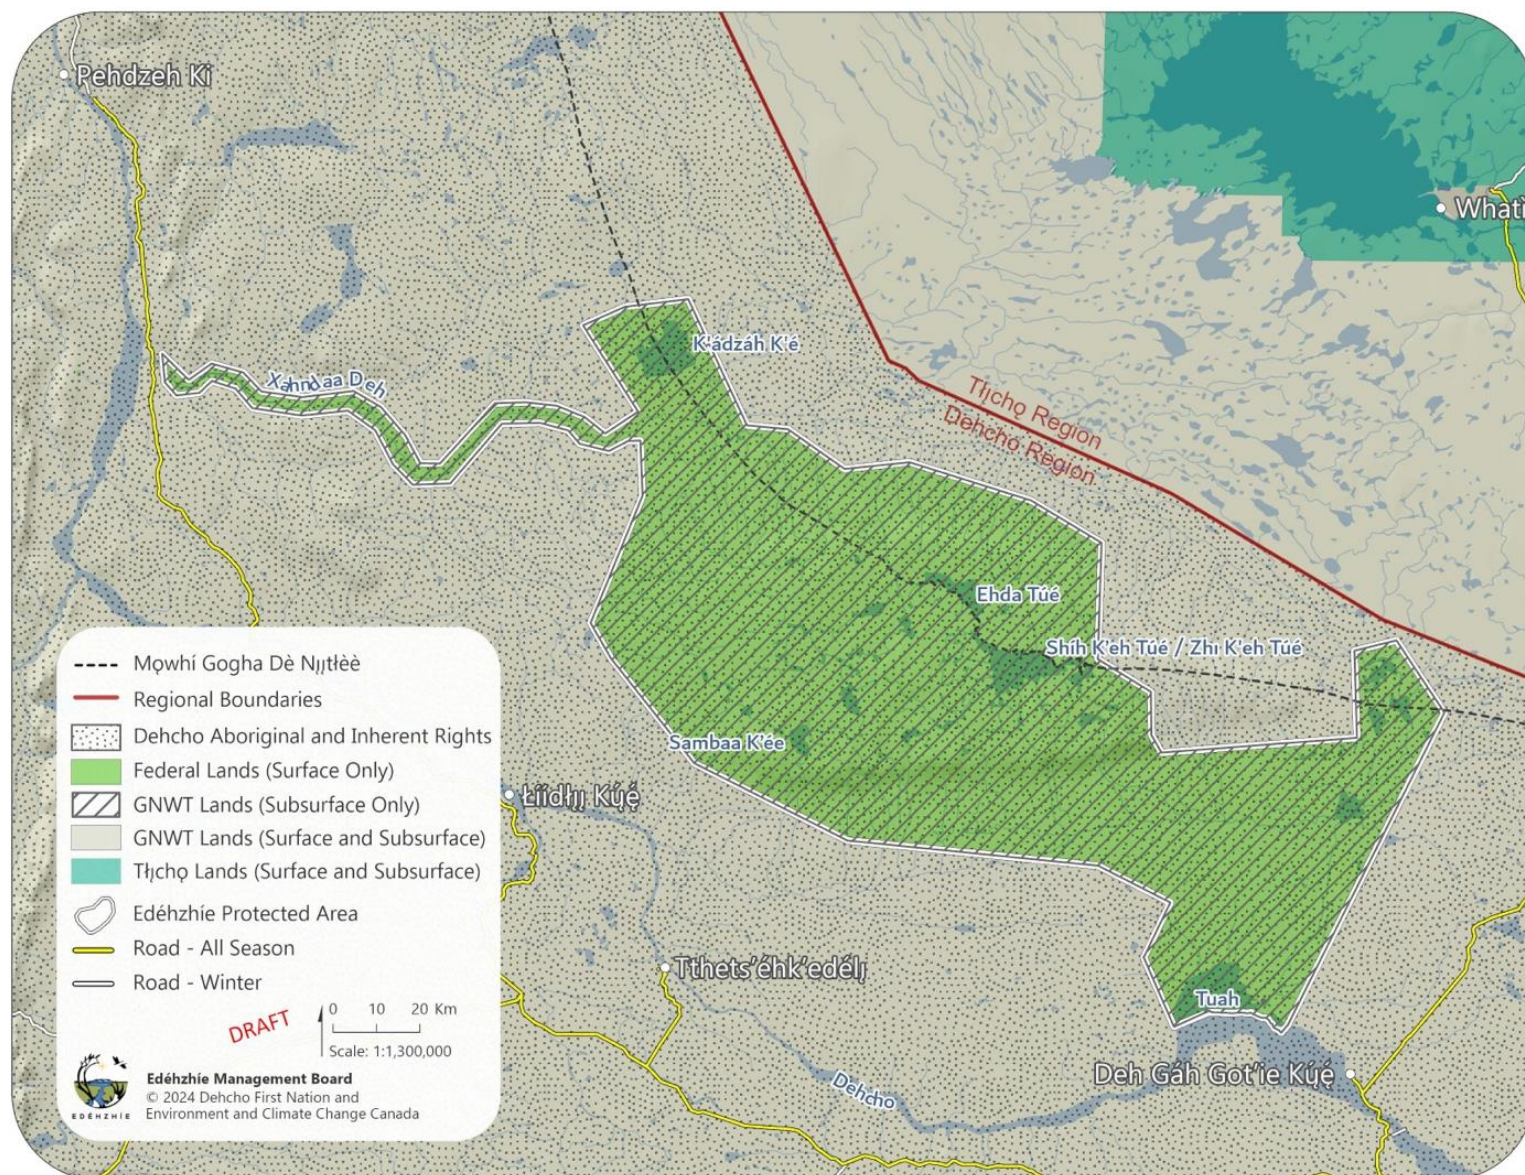 Pehdzeh Ki
Whatì
K'ádzáh K'é
Xahndaa Deh
Tłı̨chǫ Region
Dehcho Region
Ehda Túé
Shíh K'eh Túé / Zhı K'eh Túé
Sambaa K'ée
Łíídlı̨ı̨ Kų́ę́
Tthets'éhk'edélı̨
Tuah
Deh Gáh Got'ie Kų́ę́
Dehcho
Mǫwhí Gogha Dè Nı̨ı̨tłèè
Regional Boundaries
Dehcho Aboriginal and Inherent Rights
Federal Lands (Surface Only)
GNWT Lands (Subsurface Only)
GNWT Lands (Surface and Subsurface)
Tłı̨chǫ Lands (Surface and Subsurface)
Edéhzhíe Protected Area
Road - All Season
Road - Winter
DRAFT
0 10 20 Km
Scale: 1:1,300,000
EDÉHZHÍE
Edéhzhíe Management Board
© 2024 Dehcho First Nation and
Environment and Climate Change Canada